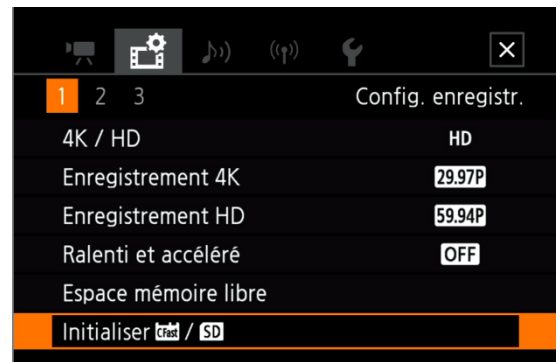 1 2 3 Config. enregistr.
4K / HD HD
Enregistrement 4K 29.97P
Enregistrement HD 59.94P
Ralenti et accéléré OFF
Espace mémoire libre
Initialiser CFast / SD